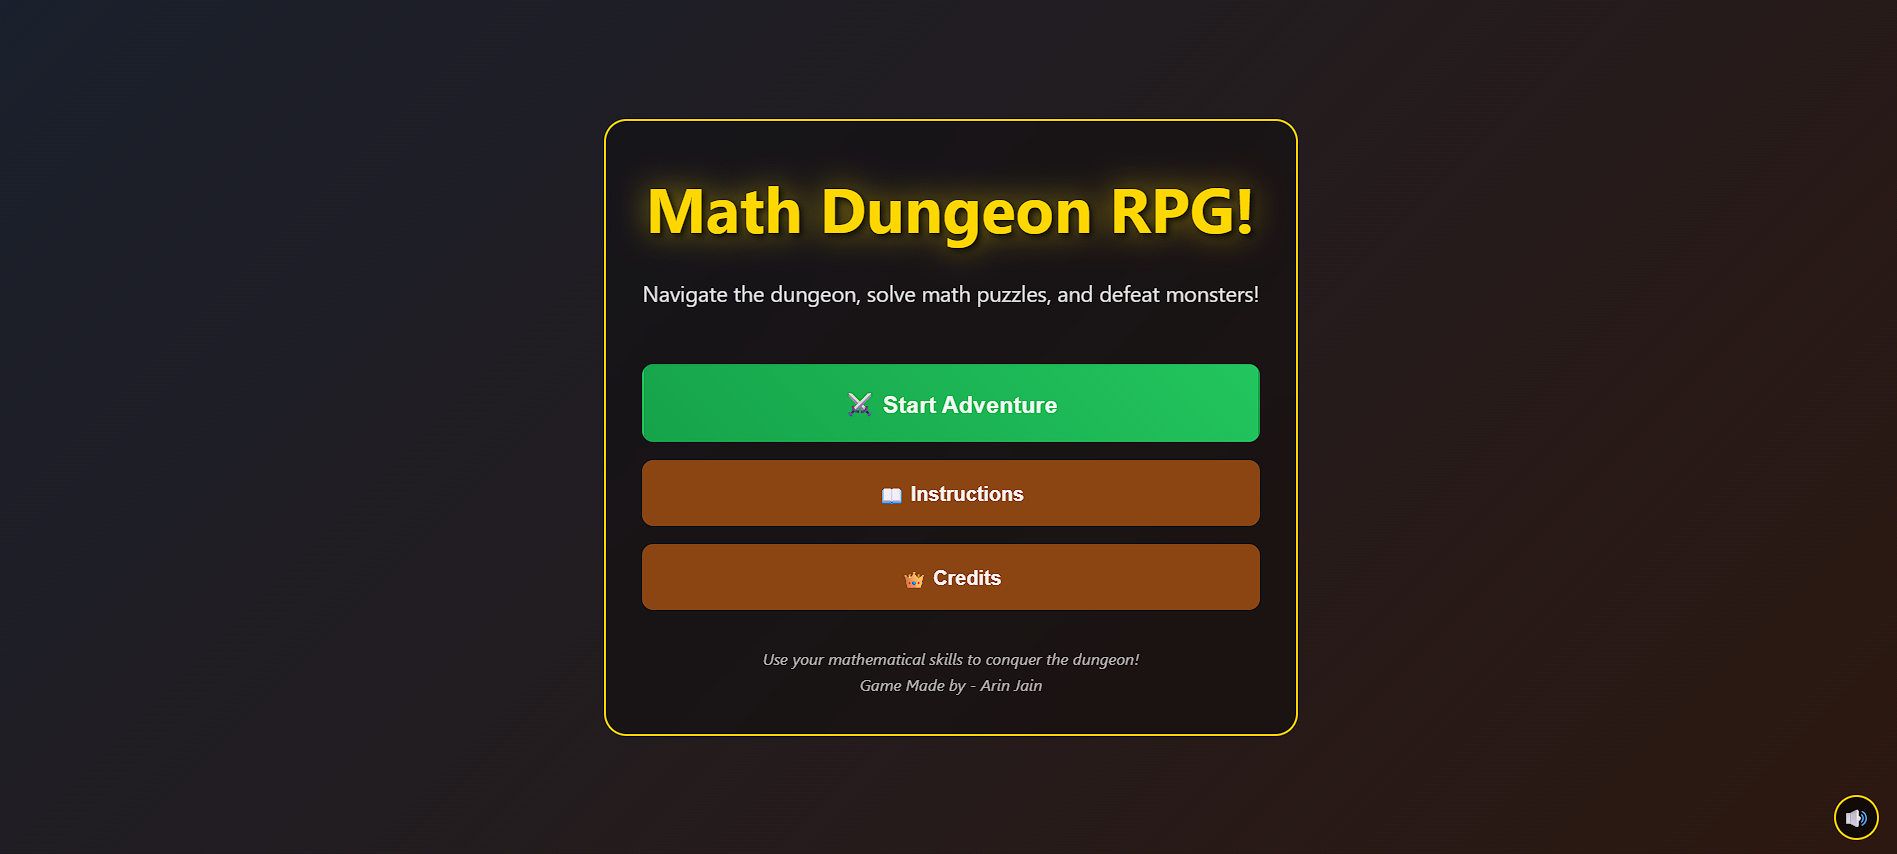 Math Dungeon RPG!
Navigate the dungeon, solve math puzzles, and defeat monsters!
Start Adventure
Instructions
Credits
Use your mathematical skills to conquer the dungeon!
Game Made by - Arin Jain